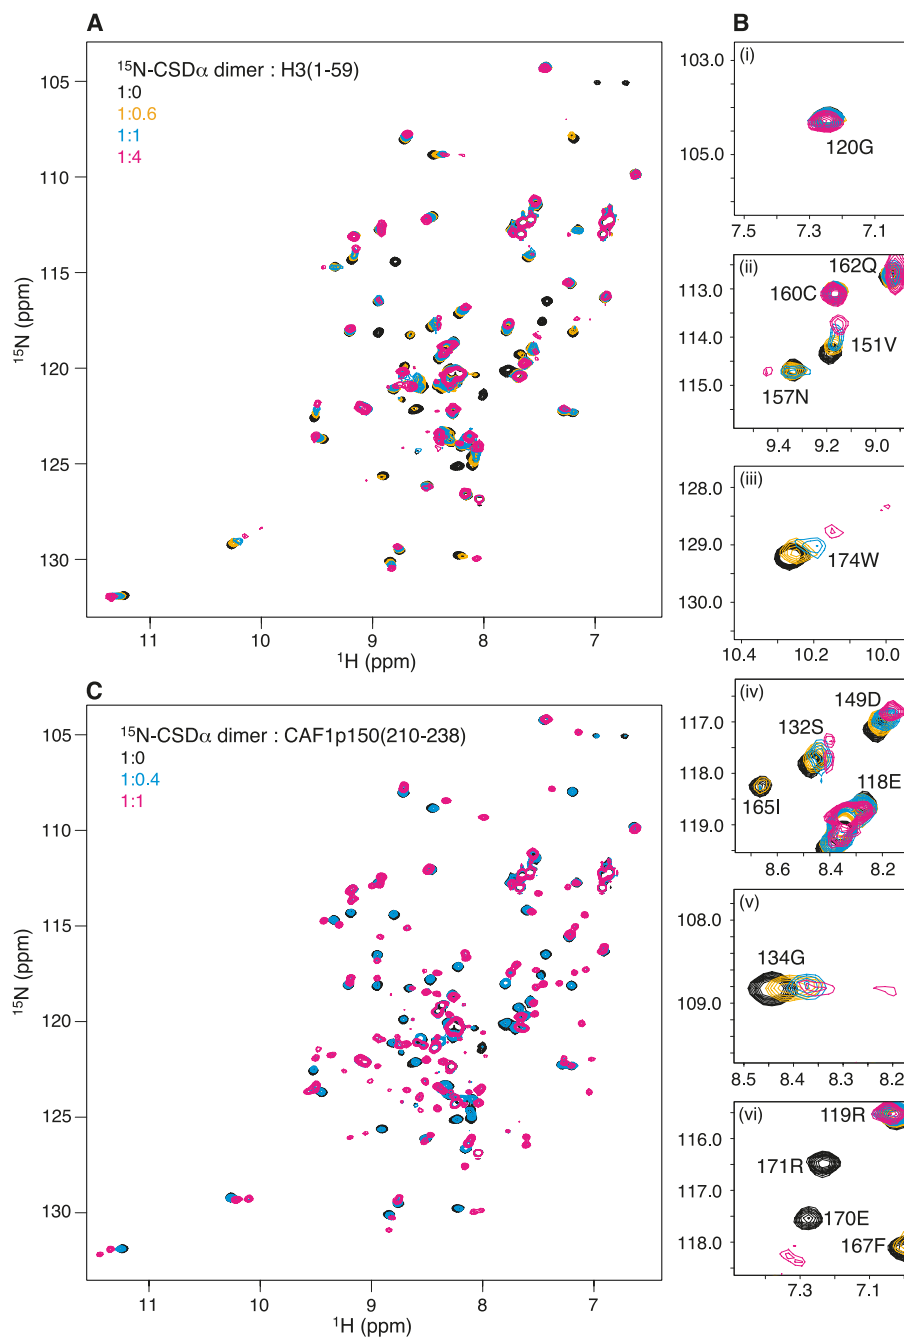 A
¹⁵N-CSDα dimer : H3(1-59)
1:0
1:0.6
1:1
1:4
105
110
115
120
125
130
¹⁵N (ppm)
11 10 9 8 7
¹H (ppm)
B
(i)
103.0
105.0
120G
7.5 7.3 7.1
(ii)
162Q
113.0
160C
114.0
151V
115.0
157N
9.4 9.2 9.0
(iii)
128.0
129.0
174W
130.0
10.4 10.2 10.0
(iv)
149D
117.0
132S
118.0
118E
165I
119.0
8.6 8.4 8.2
(v)
108.0
134G
109.0
8.5 8.4 8.3 8.2
(vi)
119R
116.0
171R
117.0
170E
167F
118.0
7.3 7.1
C
¹⁵N-CSDα dimer : CAF1p150(210-238)
1:0
1:0.4
1:1
105
110
115
120
125
130
¹⁵N (ppm)
11 10 9 8 7
¹H (ppm)